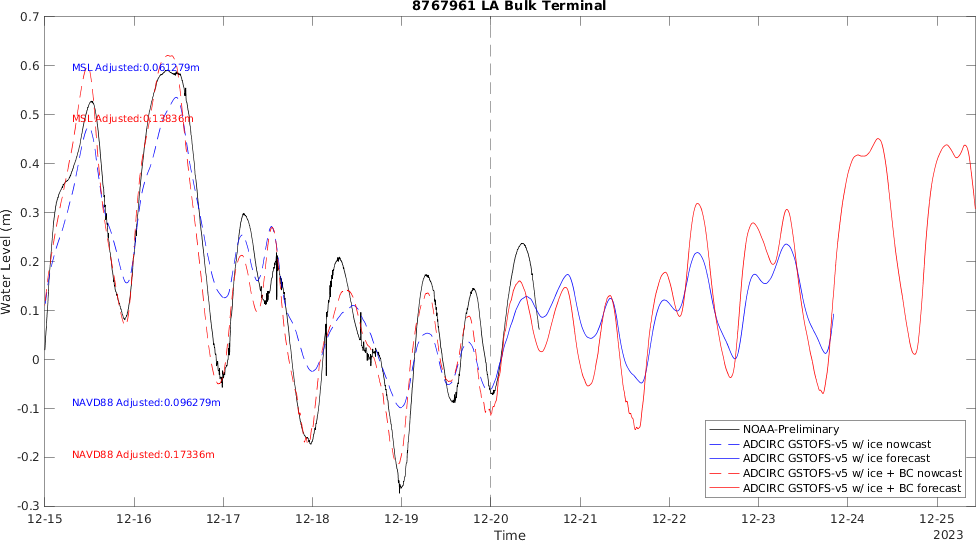 8767961 LA Bulk Terminal
0.7
0.6
0.5
0.4
0.3
0.2
0.1
0
-0.1
-0.2
-0.3
Water Level (m)
MSL Adjusted:0.061279m
MSL Adjusted:0.13836m
NAVD88 Adjusted:0.096279m
NAVD88 Adjusted:0.17336m
NOAA-Preliminary
ADCIRC GSTOFS-v5 w/ ice nowcast
ADCIRC GSTOFS-v5 w/ ice forecast
ADCIRC GSTOFS-v5 w/ ice + BC nowcast
ADCIRC GSTOFS-v5 w/ ice + BC forecast
12-15 12-16 12-17 12-18 12-19 12-20 12-21 12-22 12-23 12-24 12-25
Time
2023